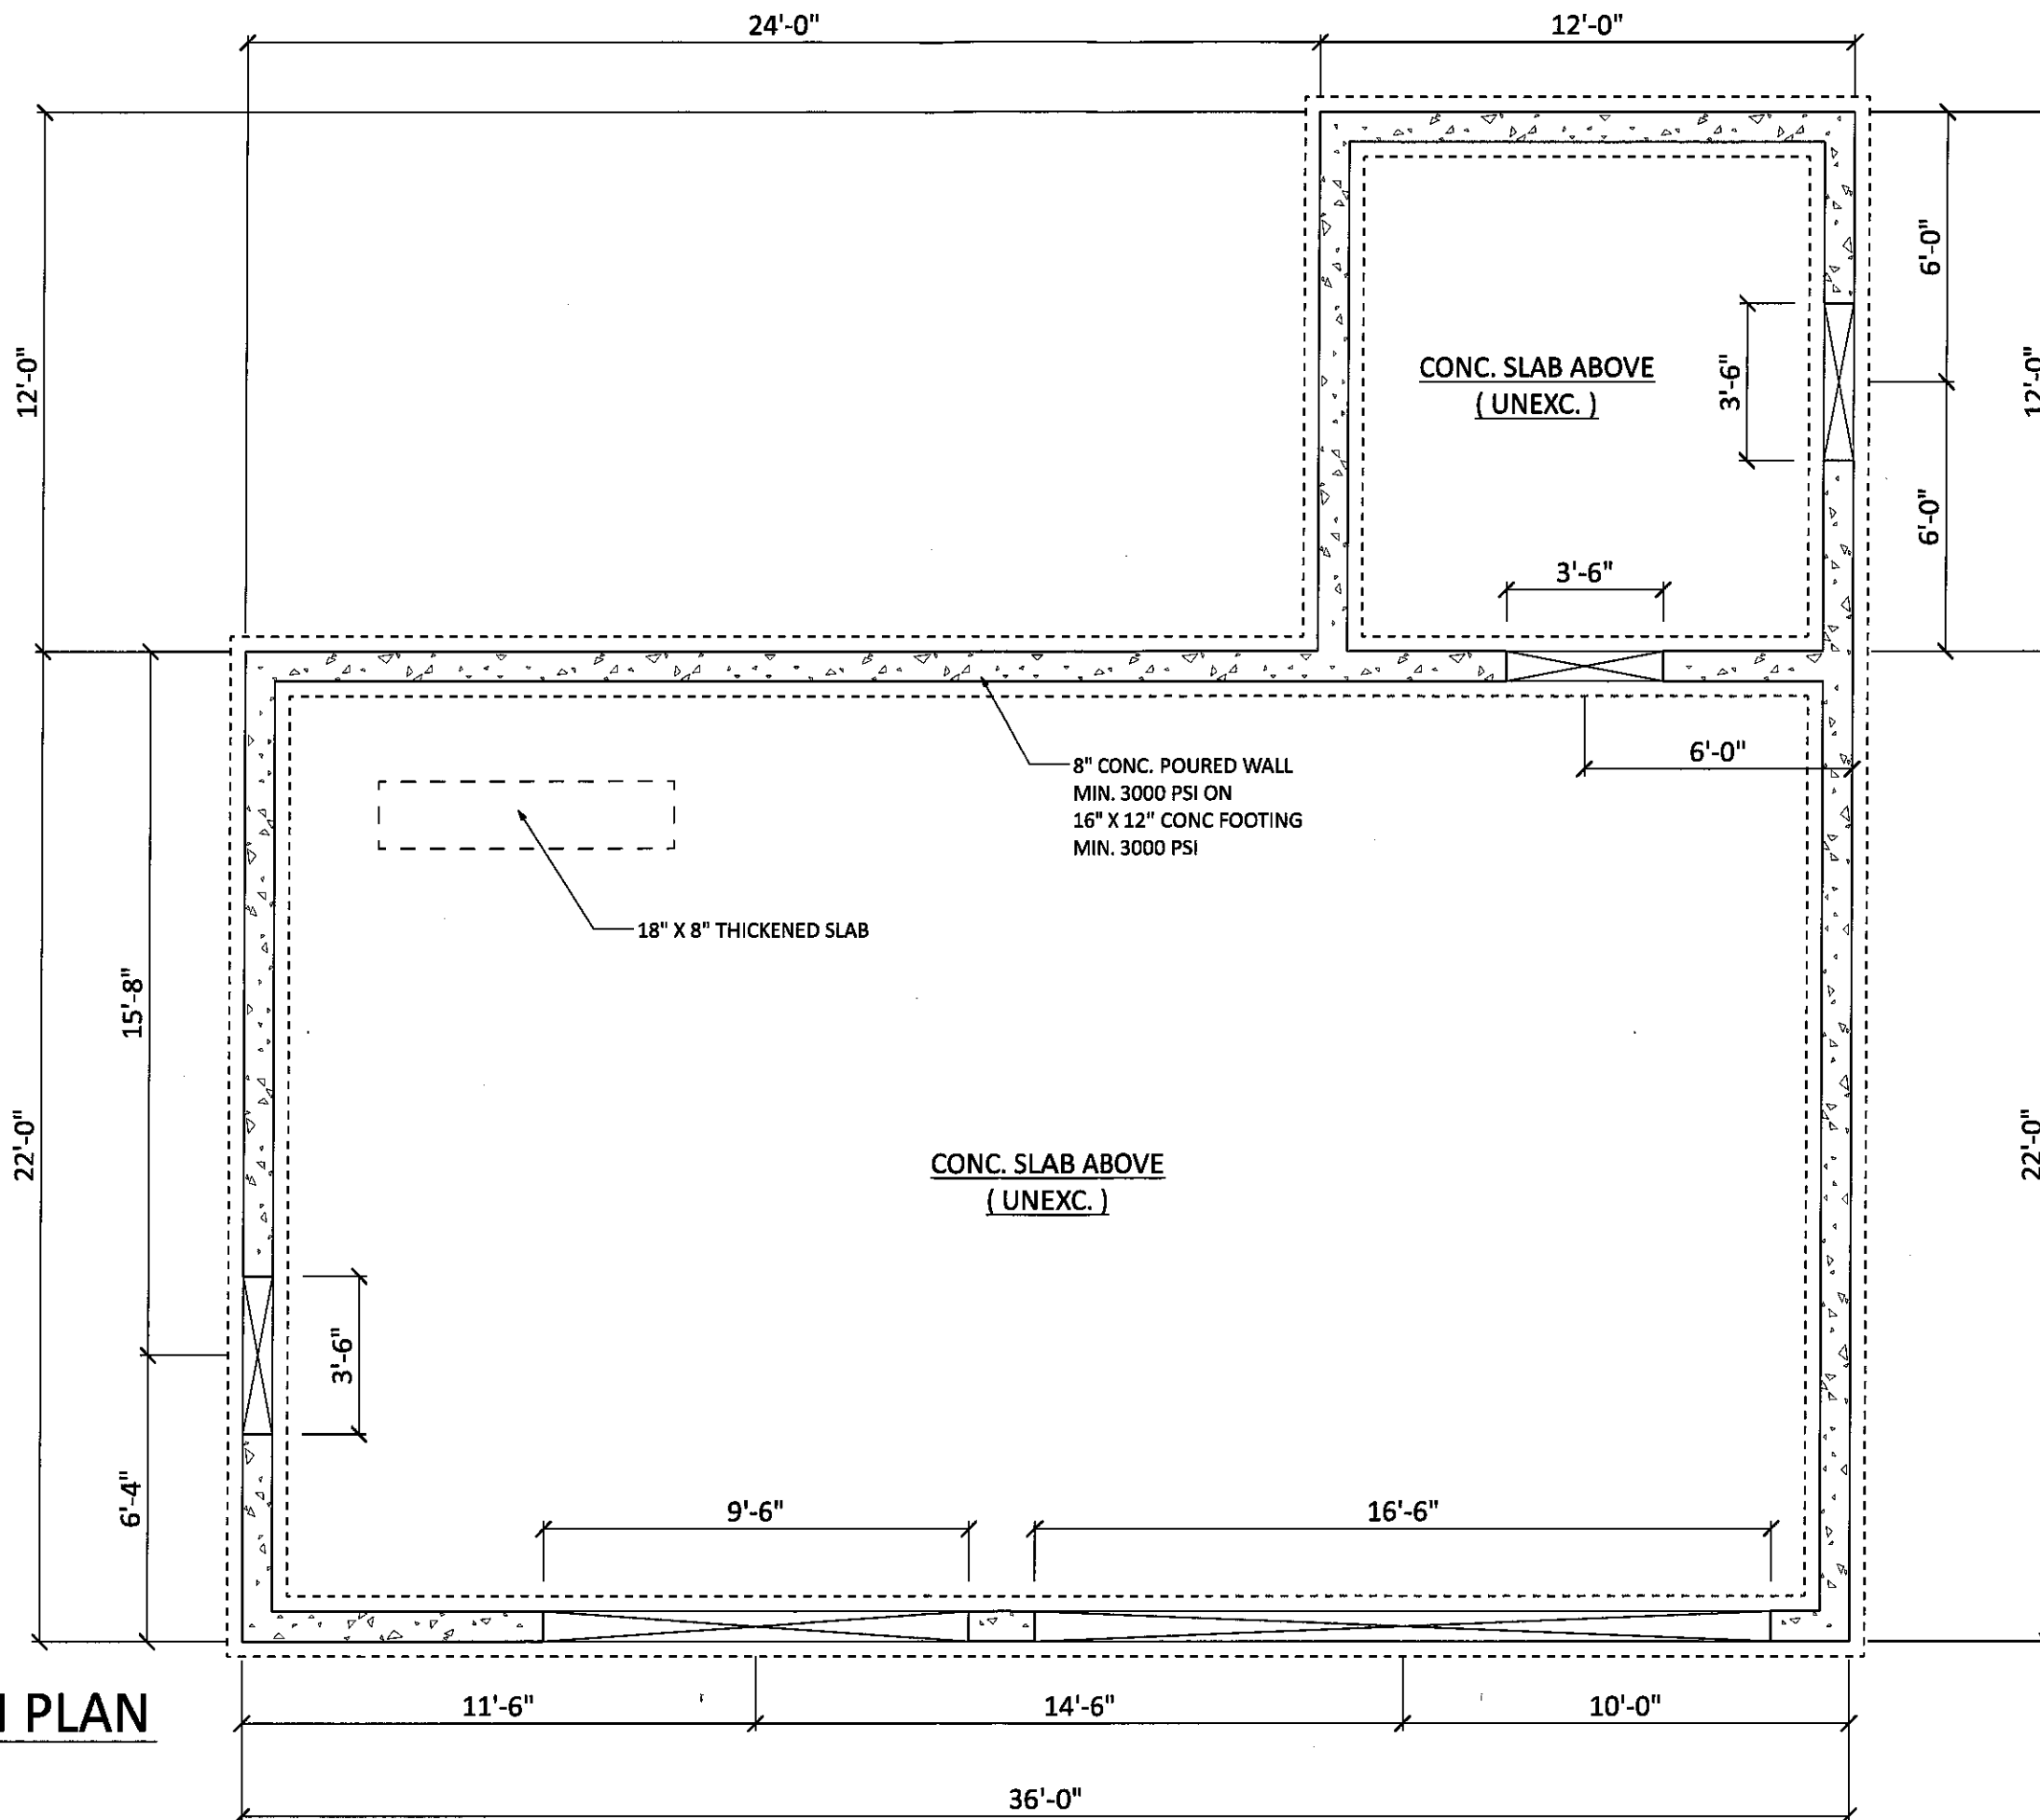 24'-0"
12'-0"
12'-0"
6'-0"
12'-0"
CONC. SLAB ABOVE
( UNEXC. )
3'-6"
6'-0"
3'-6"
6'-0"
8" CONC. POURED WALL
MIN. 3000 PSI ON
16" X 12" CONC FOOTING
MIN. 3000 PSI
18" X 8" THICKENED SLAB
15'-8"
22'-0"
22'-0"
CONC. SLAB ABOVE
( UNEXC. )
3'-6"
6'-4"
9'-6"
16'-6"
PLAN
11'-6"
14'-6"
10'-0"
36'-0"